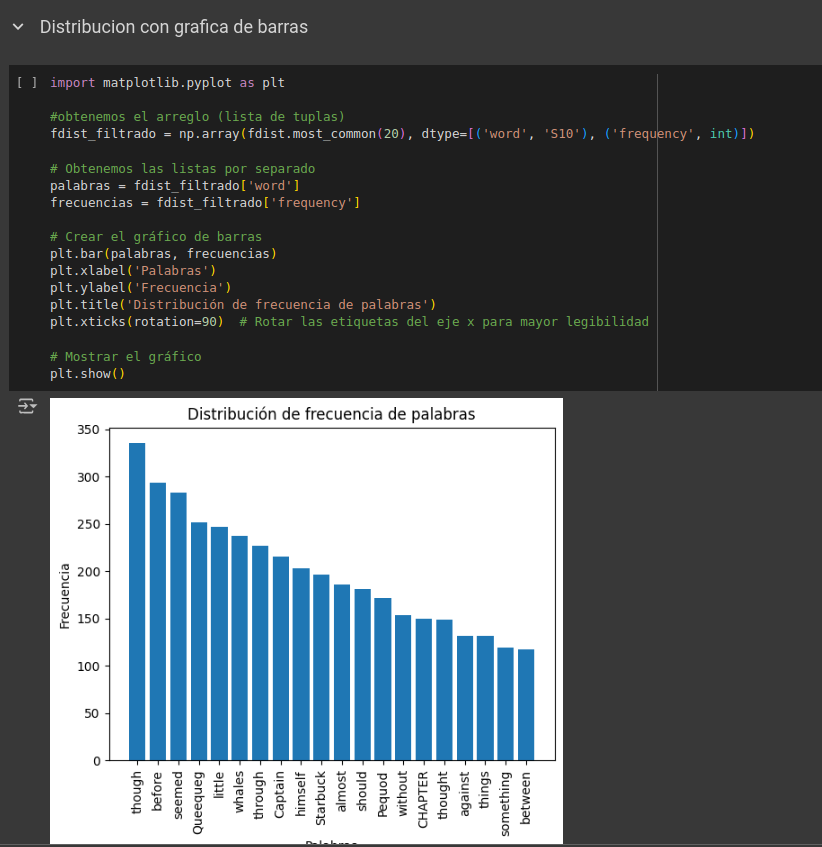 Distribucion con grafica de barras
[ ] import matplotlib.pyplot as plt
#obtenemos el arreglo (lista de tuplas)
fdist_filtrado = np.array(fdist.most_common(20), dtype=[('word', 'S10'), ('frequency', int)])
# Obtenemos las listas por separado
palabras = fdist_filtrado['word']
frecuencias = fdist_filtrado['frequency']
# Crear el gráfico de barras
plt.bar(palabras, frecuencias)
plt.xlabel('Palabras')
plt.ylabel('Frecuencia')
plt.title('Distribución de frecuencia de palabras')
plt.xticks(rotation=90)  # Rotar las etiquetas del eje x para mayor legibilidad
# Mostrar el gráfico
plt.show()
Distribución de frecuencia de palabras
350
300
250
200
150
100
50
0
Frecuencia
though
before
seemed
Queequeg
little
whales
through
Captain
himself
Starbuck
almost
should
Pequod
without
CHAPTER
thought
against
things
something
between